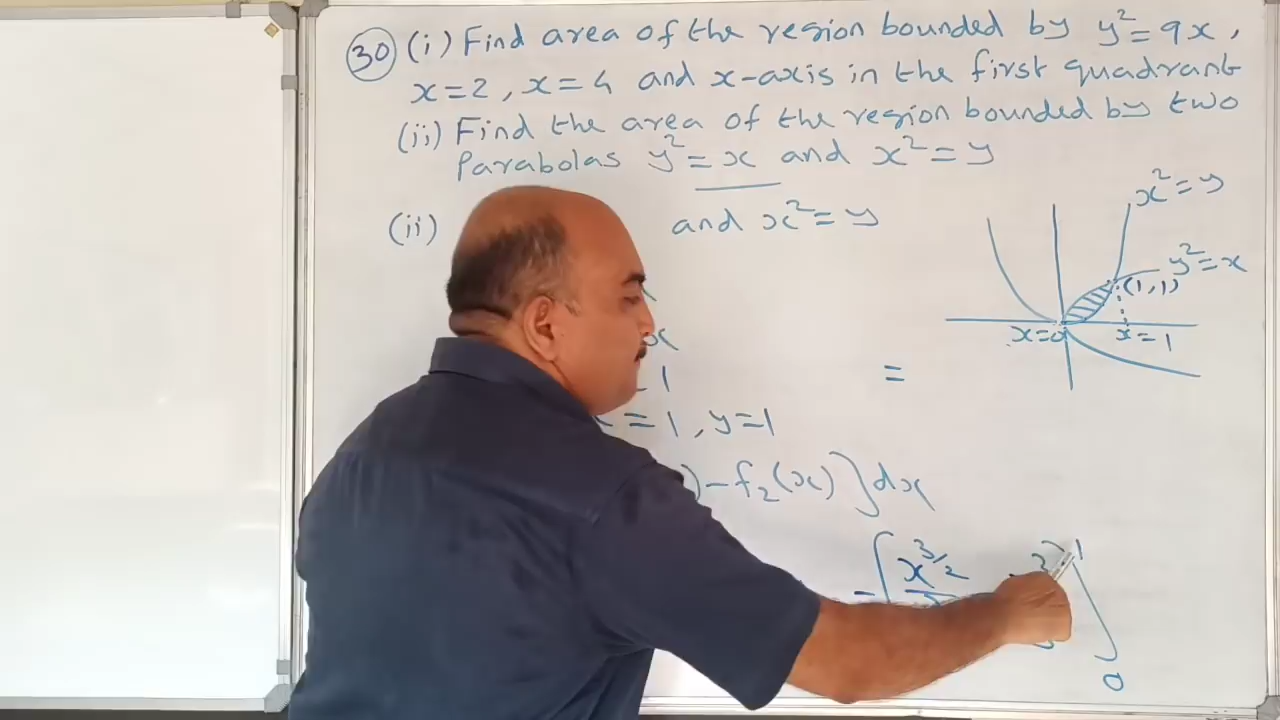 30 (i) Find area of the region bounded by y² = 9x,
x=2, x=4 and x-axis in the first quadrant
(ii) Find the area of the region bounded by two
Parabolas y² = x and x² = y
(ii) and x² = y
x² = y
y² = x
(1,1)
x=0 x=1
x
=
1
= 1, y=1
) - f₂(x)} dx
= [x^3/2
3 ]1
0